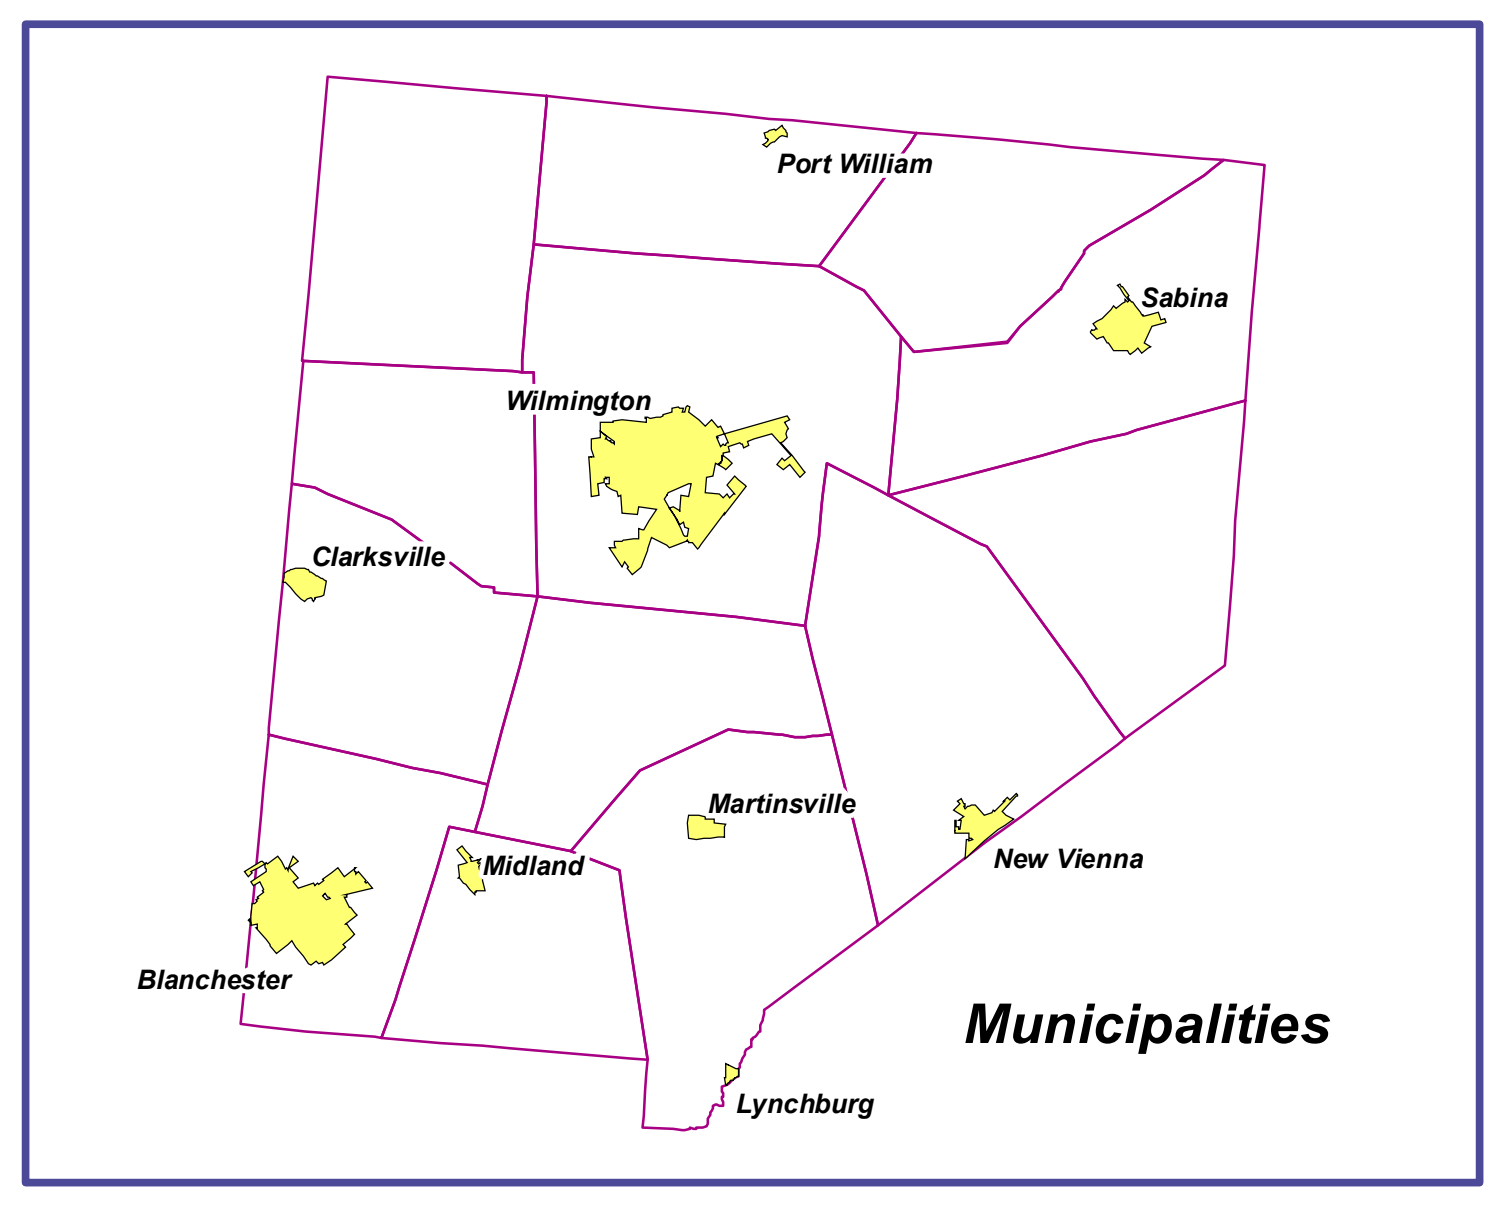 Port William
Sabina
Wilmington
Clarksville
Martinsville
New Vienna
Midland
Blanchester
Municipalities
Lynchburg